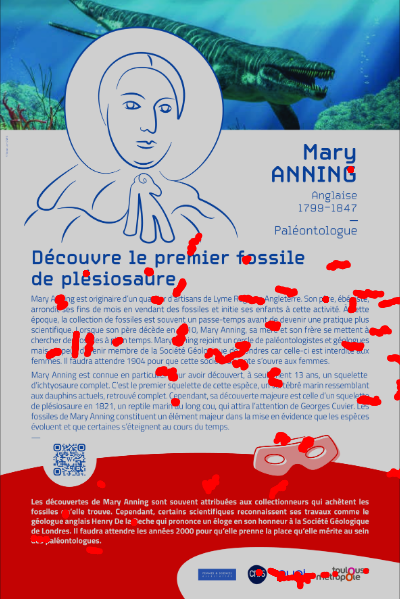 Mary
ANNING
Anglaise
1799-1847
Paléontologue
Découvre le premier fossile
de plésiosaure
Mary Anning est originaire d'un d'artisans de Lyme Angleterre. Son
arrondir ses fins de mois en vendant des fossiles et initie ses enfants à cette activité. A cette
époque, la collection de fossiles est souvent un passe-temps avant de devenir une pratique plus
scientifique. Lorsque son père décède en Mary Anning, sa mère et son frère se mettent à
chercher des à plein temps. Mary Anning rejoint un cercle de paléontologistes et géologues
mais ne devenir membre de la Société Géologique de Londres car celle-ci est interdite aux
femmes. Il faudra attendre 1904 pour que cette société s'ouvre aux femmes.
Mary Anning est connue en particulier pour avoir découvert, à seulement 13 ans, un squelette
d'ichtyosaure complet. C'est le premier squelette de cette espèce, un vertébré marin ressemblant
aux dauphins actuels, retrouvé complet. Cependant, sa découverte majeure est celle d'un squelette
de plésiosaure en 1821, un reptile marin au long cou, qui attira l'attention de Georges Cuvier. Les
fossiles de Mary Anning constituent un élément majeur dans la mise en évidence que les espèces
évoluent et que certaines s'éteignent au cours du temps.
Les découvertes de Mary Anning sont souvent attribuées aux collectionneurs qui achètent les
fossiles qu'elle trouve. Cependant, certains scientifiques reconnaissent ses travaux comme le
géologue anglais Henry De la Beche qui prononce un éloge en son honneur à la Société Géologique
de Londres. Il faudra attendre les années 2000 pour qu'elle prenne la place qu'elle mérite au sein
des paléontologues.
toulouse
métropole